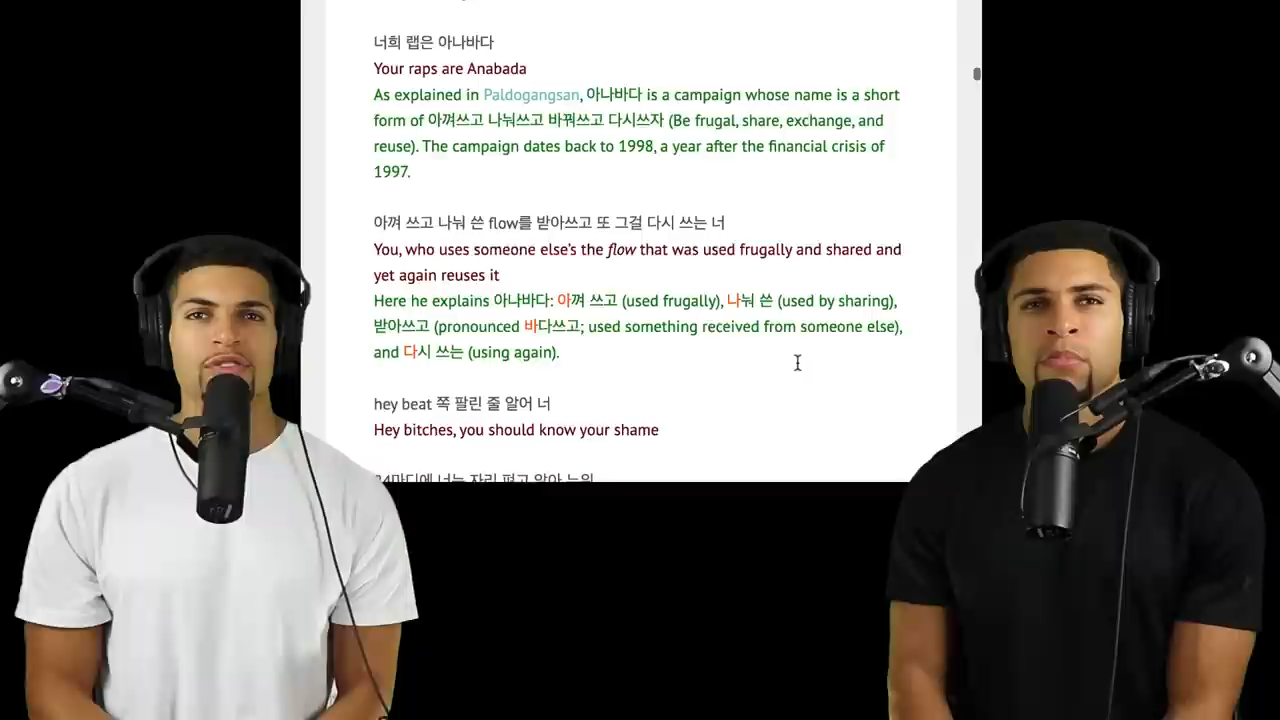 너희 랩은 아나바다
Your raps are Anabada
As explained in Paldogangsan, 아나바다 is a campaign whose name is a short
form of 아껴쓰고 나눠쓰고 바꿔쓰고 다시쓰자 (Be frugal, share, exchange, and
reuse). The campaign dates back to 1998, a year after the financial crisis of
1997.
아껴 쓰고 나눠 쓴 flow를 받아쓰고 또 그걸 다시 쓰는 너
You, who uses someone else's the flow that was used frugally and shared and
yet again reuses it
Here he explains 아나바다: 아껴 쓰고 (used frugally), 나눠 쓴 (used by sharing),
받아쓰고 (pronounced 바다쓰고; used something received from someone else),
and 다시 쓰는 (using again).
hey beat 쪽 팔린 줄 알어 너
Hey bitches, you should know your shame